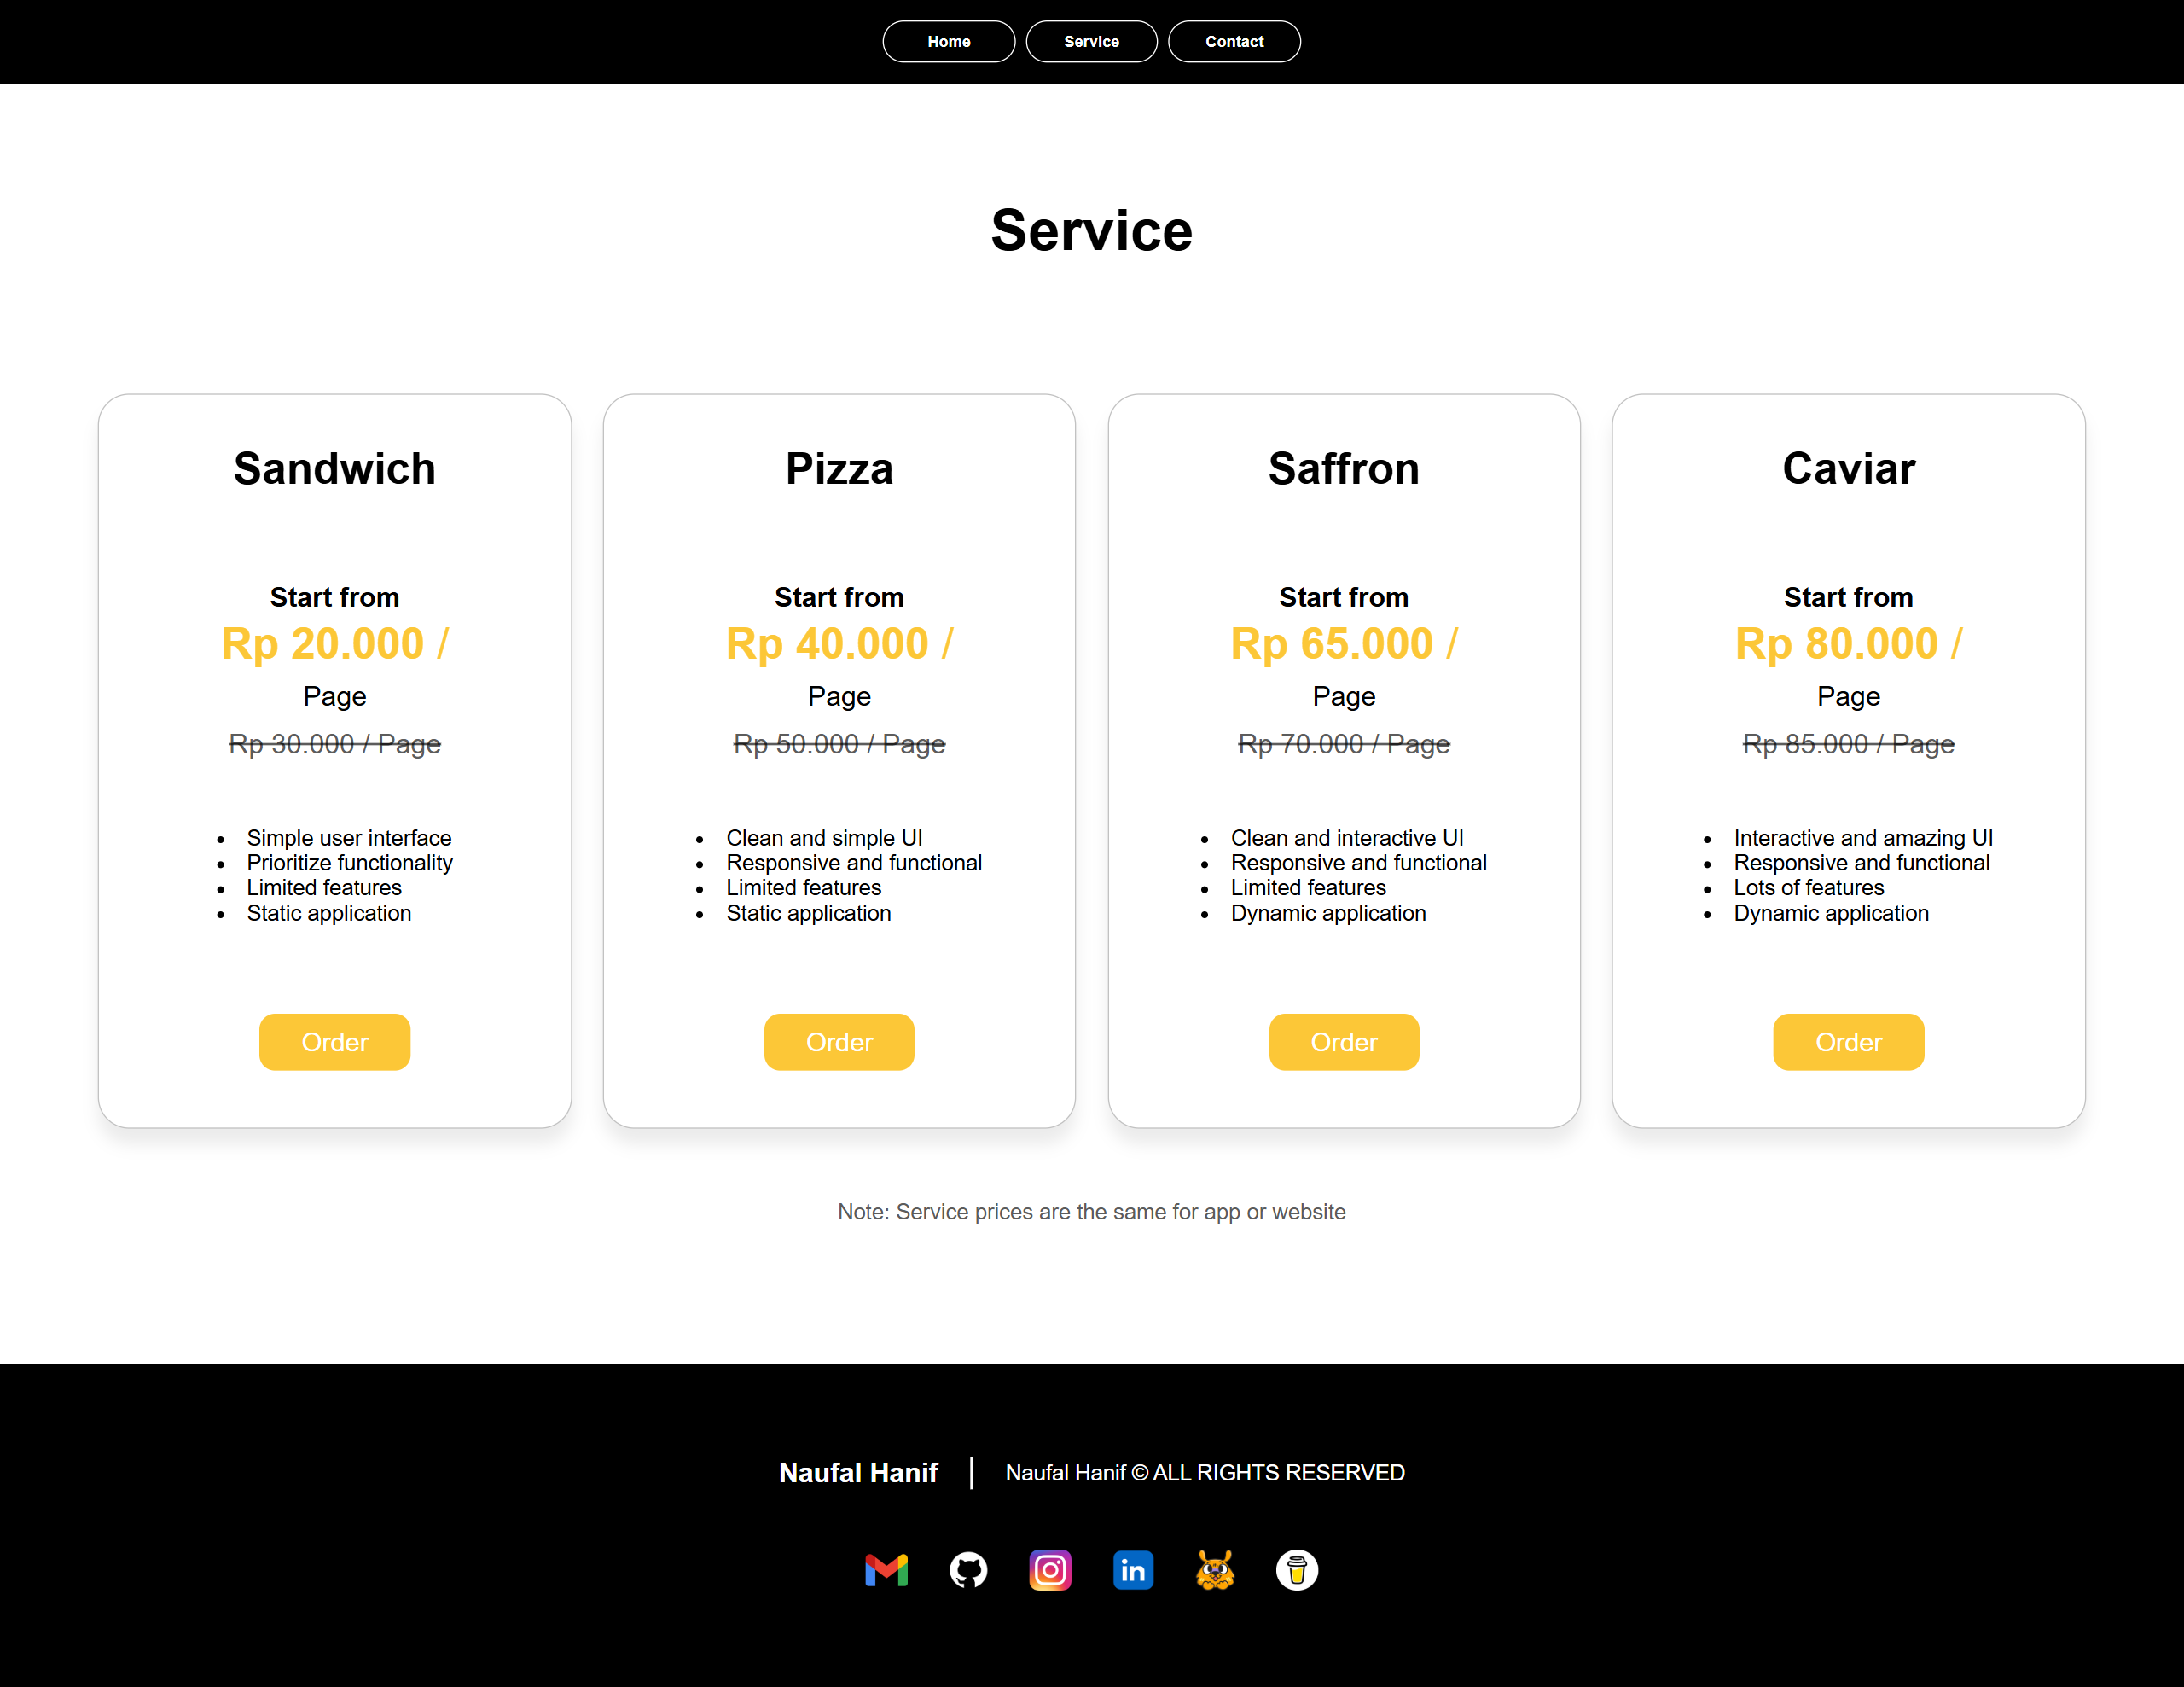 Home Service Contact
Service
Sandwich
Start from
Rp 20.000 /
Page
Rp 30.000 / Page
• Simple user interface
• Prioritize functionality
• Limited features
• Static application
Order
Pizza
Start from
Rp 40.000 /
Page
Rp 50.000 / Page
• Clean and simple UI
• Responsive and functional
• Limited features
• Static application
Order
Saffron
Start from
Rp 65.000 /
Page
Rp 70.000 / Page
• Clean and interactive UI
• Responsive and functional
• Limited features
• Dynamic application
Order
Caviar
Start from
Rp 80.000 /
Page
Rp 85.000 / Page
• Interactive and amazing UI
• Responsive and functional
• Lots of features
• Dynamic application
Order
Note: Service prices are the same for app or website
Naufal Hanif | Naufal Hanif © ALL RIGHTS RESERVED
in